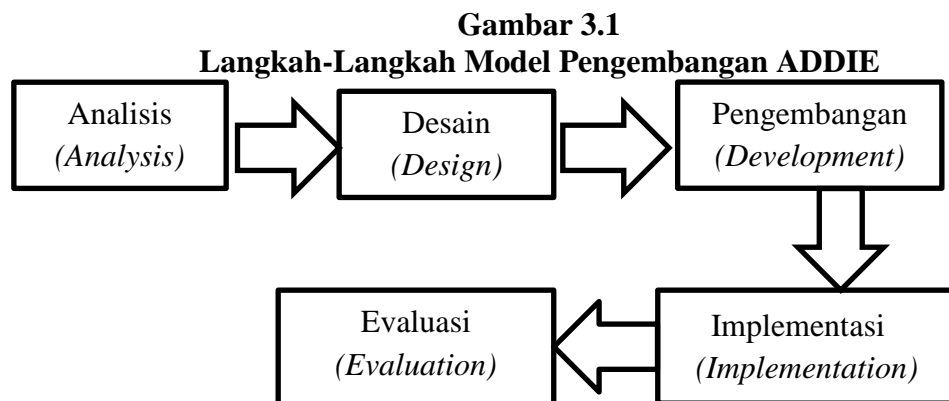 Gambar 3.1
Langkah-Langkah Model Pengembangan ADDIE
Analisis
(Analysis)
Desain
(Design)
Pengembangan
(Development)
Implementasi
(Implementation)
Evaluasi
(Evaluation)